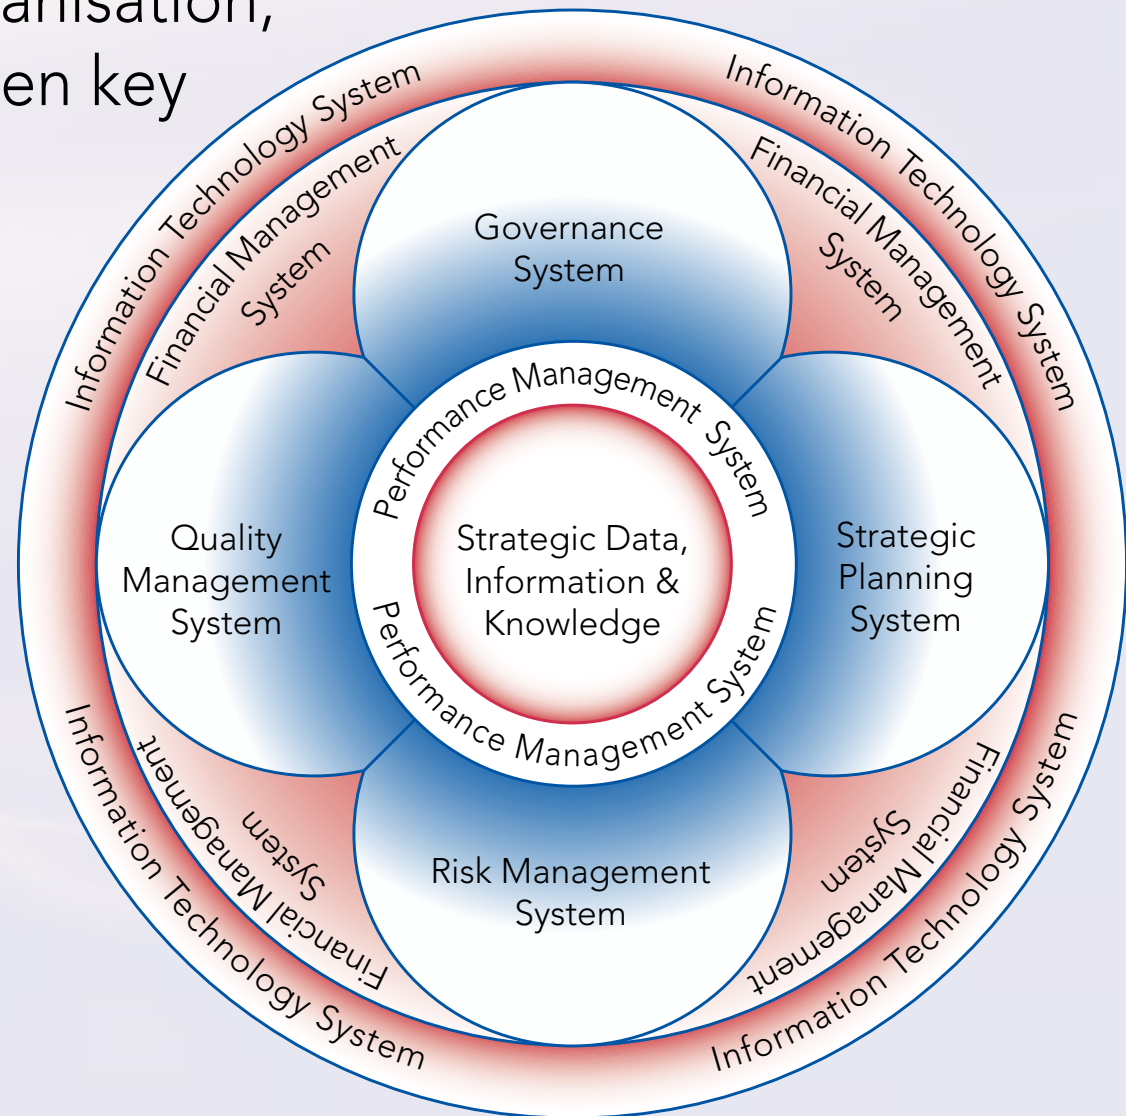 anisation,
en key
Information Technology System
Information Technology System
Financial Management
System
Financial Management
System
Governance
System
Performance Management System
Quality
Management
System
Strategic Data,
Information &
Knowledge
Strategic
Planning
System
Performance Management System
Risk Management
System
Financial Management
System
Financial Management
System
Information Technology System
Information Technology System